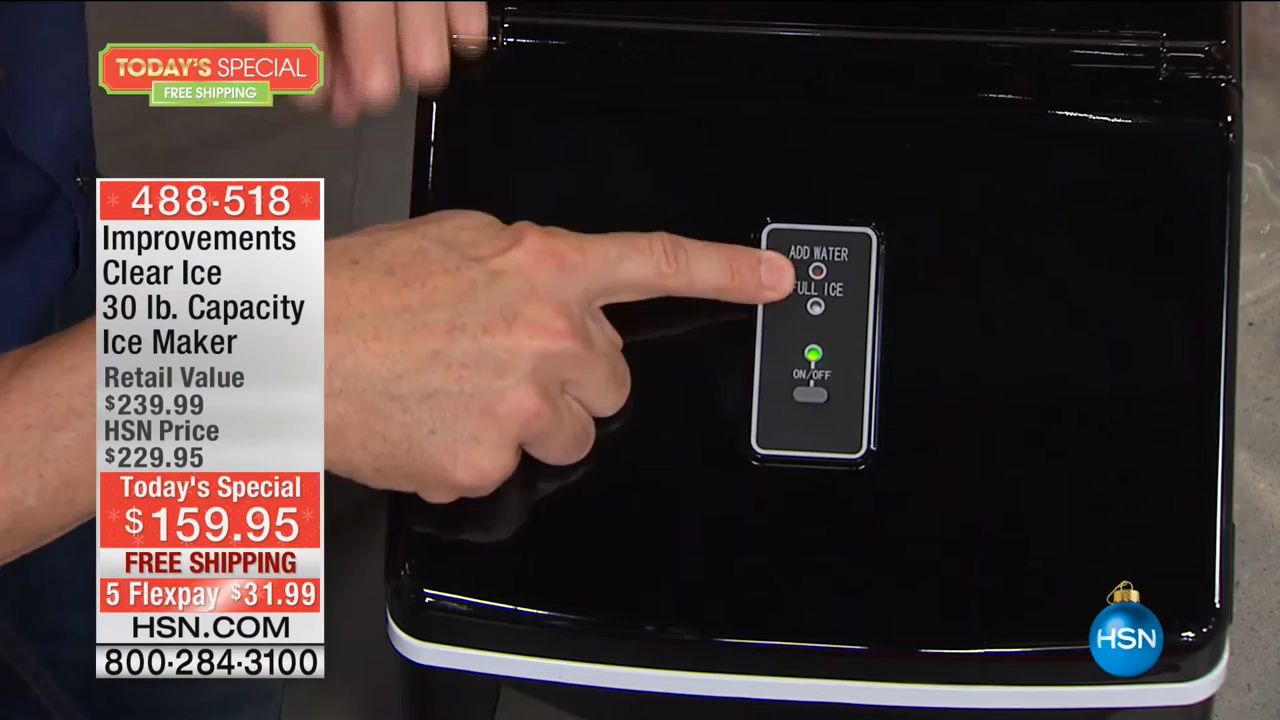 TODAY'S SPECIAL
FREE SHIPPING
488-518
Improvements
Clear Ice
30 lb. Capacity
Ice Maker
Retail Value
$239.99
HSN Price
$229.95
Today's Special
$159.95
FREE SHIPPING
5 Flexpay $31.99
HSN.COM
800-284-3100
ADD WATER
FULL ICE
ON/OFF
HSN